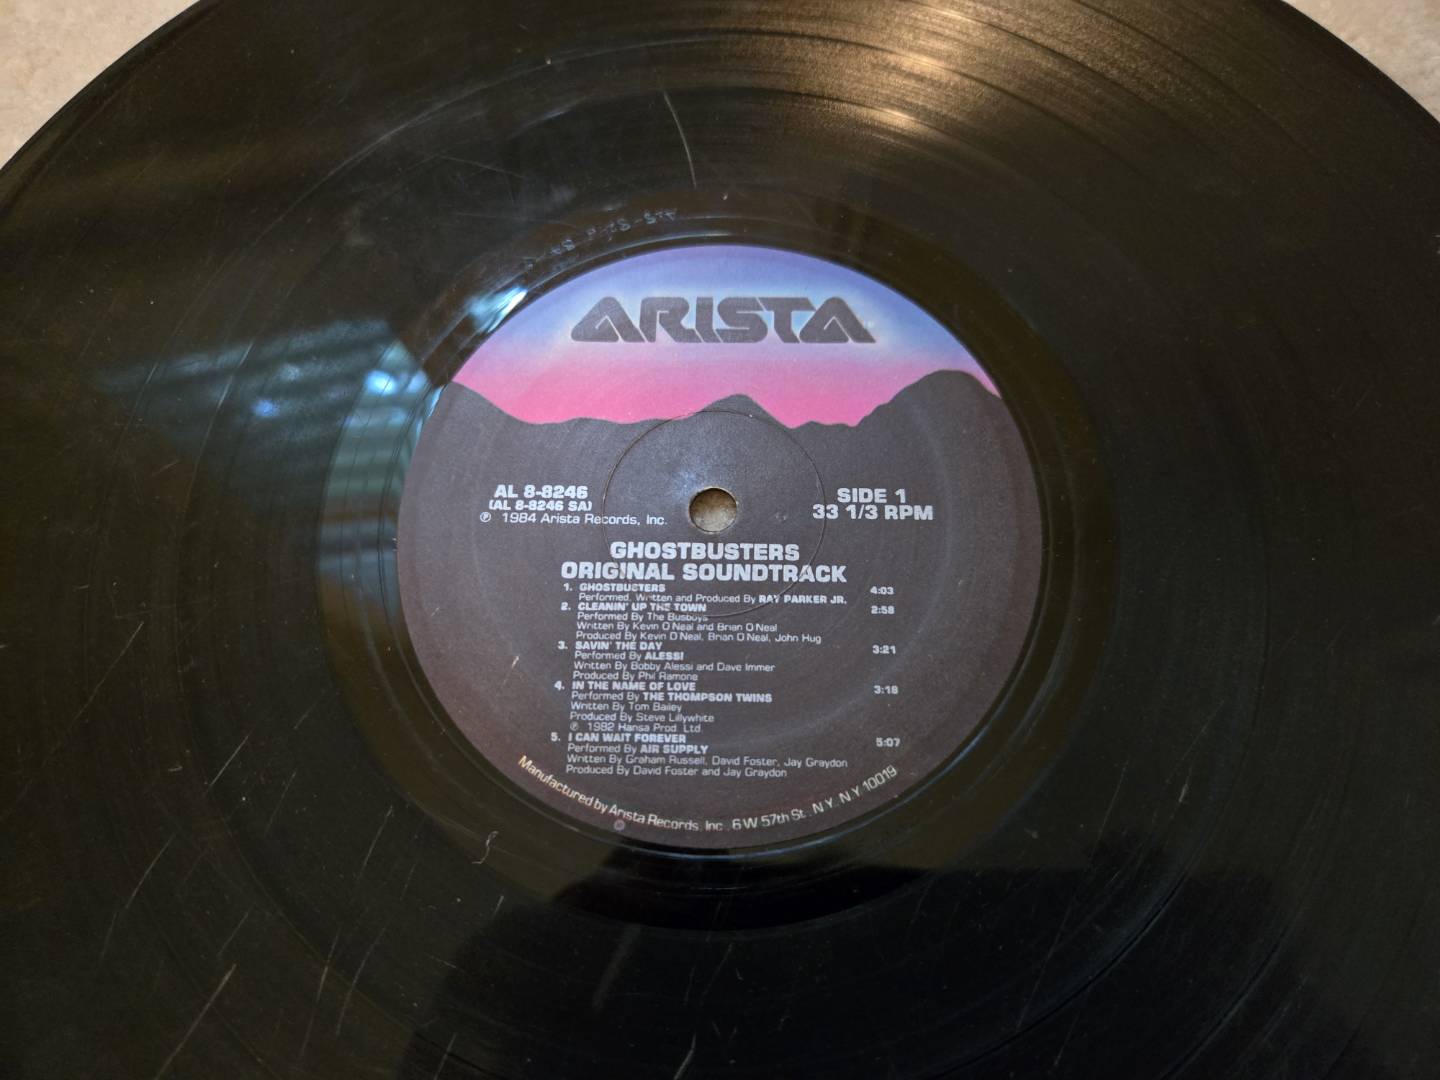 ARISTA
AL 8-8246
(AL 8-8246 SA)
℗ 1984 Arista Records, Inc.
SIDE 1
33 1/3 RPM
GHOSTBUSTERS
ORIGINAL SOUNDTRACK
1. GHOSTBUSTERS 4:03
Performed, Written and Produced By RAY PARKER JR.
2. CLEANIN' UP THE TOWN 2:58
Performed By The Busboys
Written By Kevin O'Neal and Brian O'Neal
Produced By Kevin O'Neal, Brian O'Neal, John Hug
3. SAVIN' THE DAY 3:21
Performed By ALESSI
Written By Bobby Alessi and Dave Immer
Produced By Phil Ramone
4. IN THE NAME OF LOVE 3:18
Performed By THE THOMPSON TWINS
Written By Tom Bailey
Produced By Steve Lillywhite
℗ 1982 Hansa Prod. Ltd.
5. I CAN WAIT FOREVER 5:07
Performed By AIR SUPPLY
Written By Graham Russell, David Foster, Jay Graydon
Produced By David Foster and Jay Graydon
Manufactured by Arista Records, Inc., 6 W 57th St., N.Y. N.Y. 10019